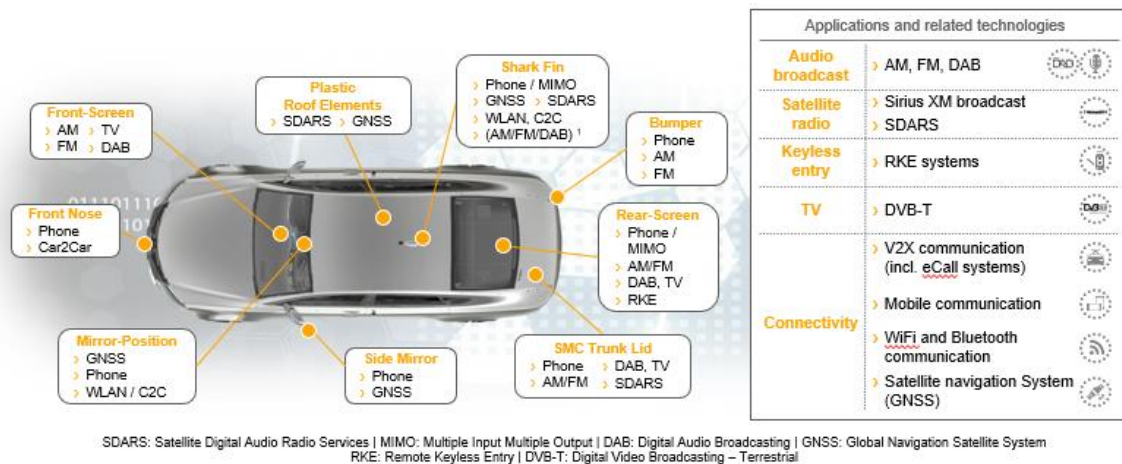 Front-Screen
› AM › TV
› FM › DAB
Plastic
Roof Elements
› SDARS › GNSS
Shark Fin
› Phone / MIMO
› GNSS › SDARS
› WLAN, C2C
› (AM/FM/DAB) ¹
Bumper
› Phone
› AM
› FM
Front Nose
› Phone
› Car2Car
Rear-Screen
› Phone /
MIMO
› AM/FM
› DAB, TV
› RKE
Mirror-Position
› GNSS
› Phone
› WLAN / C2C
Side Mirror
› Phone
› GNSS
SMC Trunk Lid
› Phone › DAB, TV
› AM/FM › SDARS
Applications and related technologies
Audio
broadcast
› AM, FM, DAB
Satellite
radio
› Sirius XM broadcast
› SDARS
Keyless
entry
› RKE systems
TV
› DVB-T
Connectivity
› V2X communication
(incl. eCall systems)
› Mobile communication
› WiFi and Bluetooth
communication
› Satellite navigation System
(GNSS)
SDARS: Satellite Digital Audio Radio Services | MIMO: Multiple Input Multiple Output | DAB: Digital Audio Broadcasting | GNSS: Global Navigation Satellite System
RKE: Remote Keyless Entry | DVB-T: Digital Video Broadcasting – Terrestrial